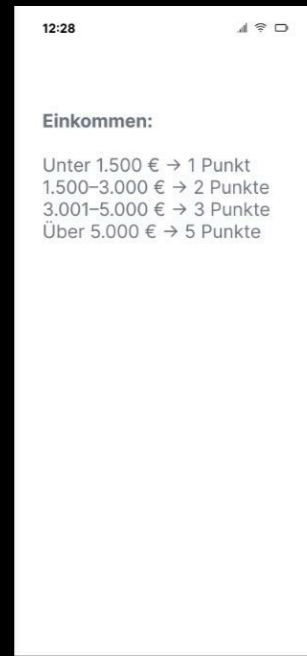 12:28
Einkommen:
Unter 1.500 € → 1 Punkt
1.500–3.000 € → 2 Punkte
3.001–5.000 € → 3 Punkte
Über 5.000 € → 5 Punkte